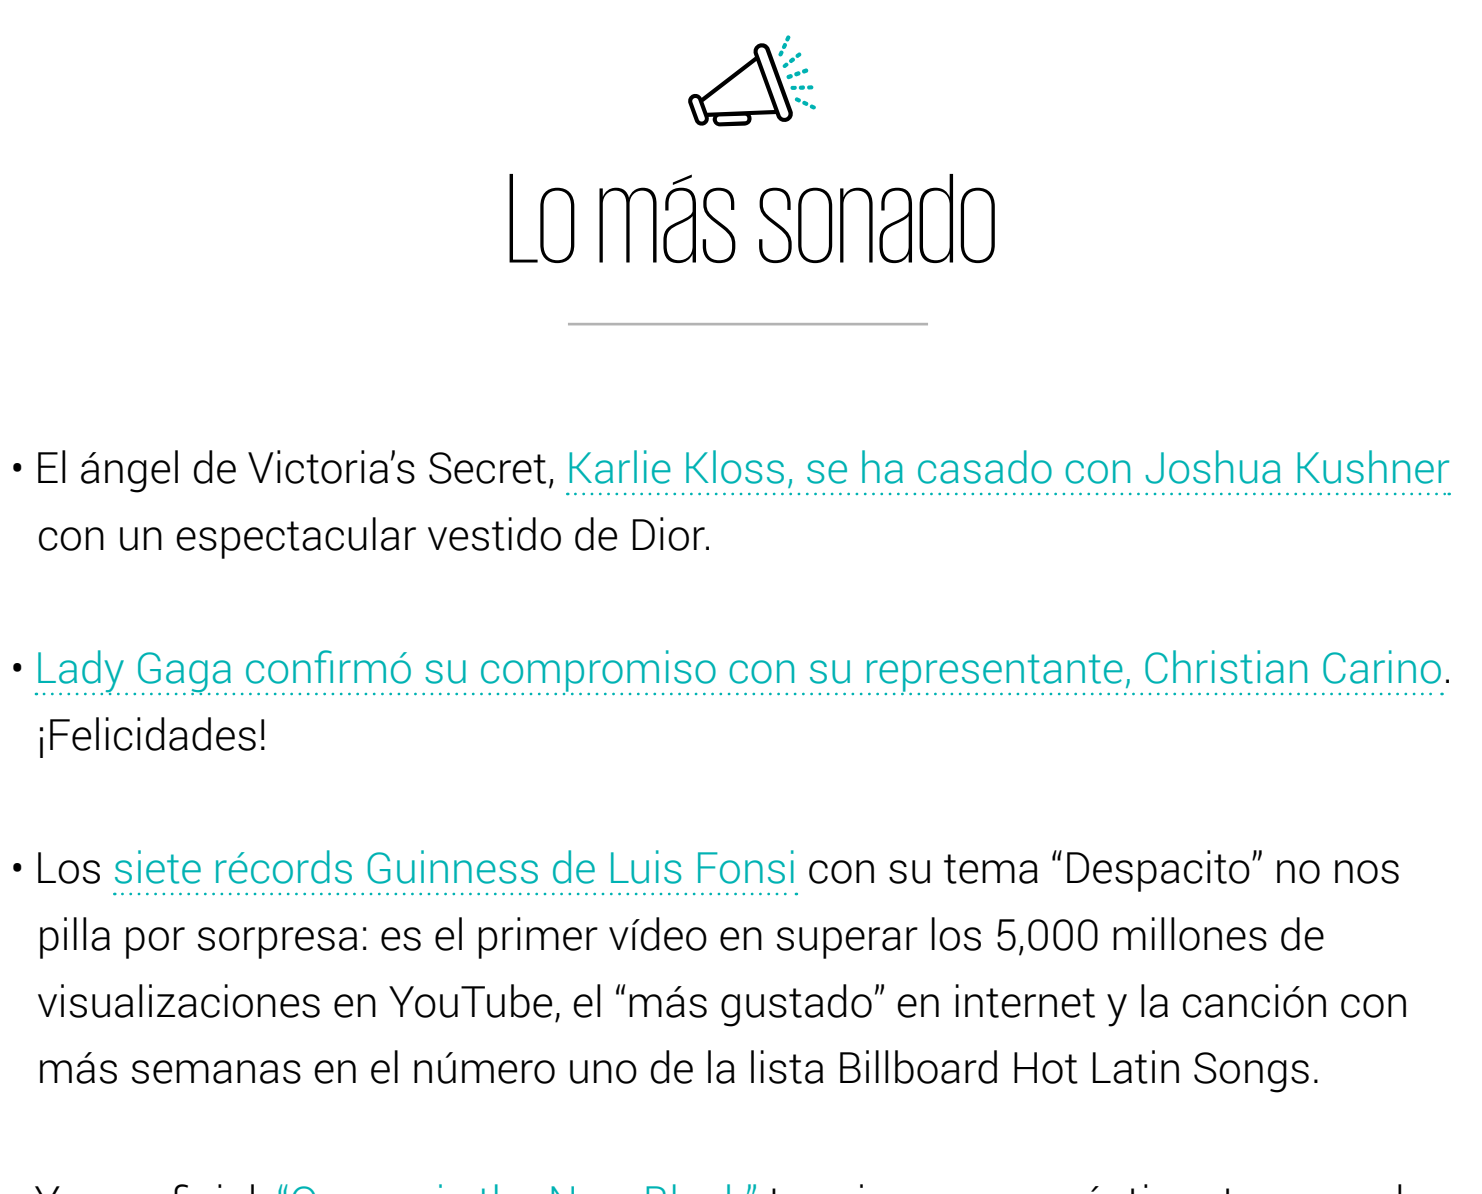 Lo más sonado
• El ángel de Victoria’s Secret, Karlie Kloss, se ha casado con Joshua Kushner
con un espectacular vestido de Dior.
• Lady Gaga confirmó su compromiso con su representante, Christian Carino.
¡Felicidades!
• Los siete récords Guinness de Luis Fonsi con su tema “Despacito” no nos
pilla por sorpresa: es el primer vídeo en superar los 5,000 millones de
visualizaciones en YouTube, el “más gustado” en internet y la canción con
más semanas en el número uno de la lista Billboard Hot Latin Songs.